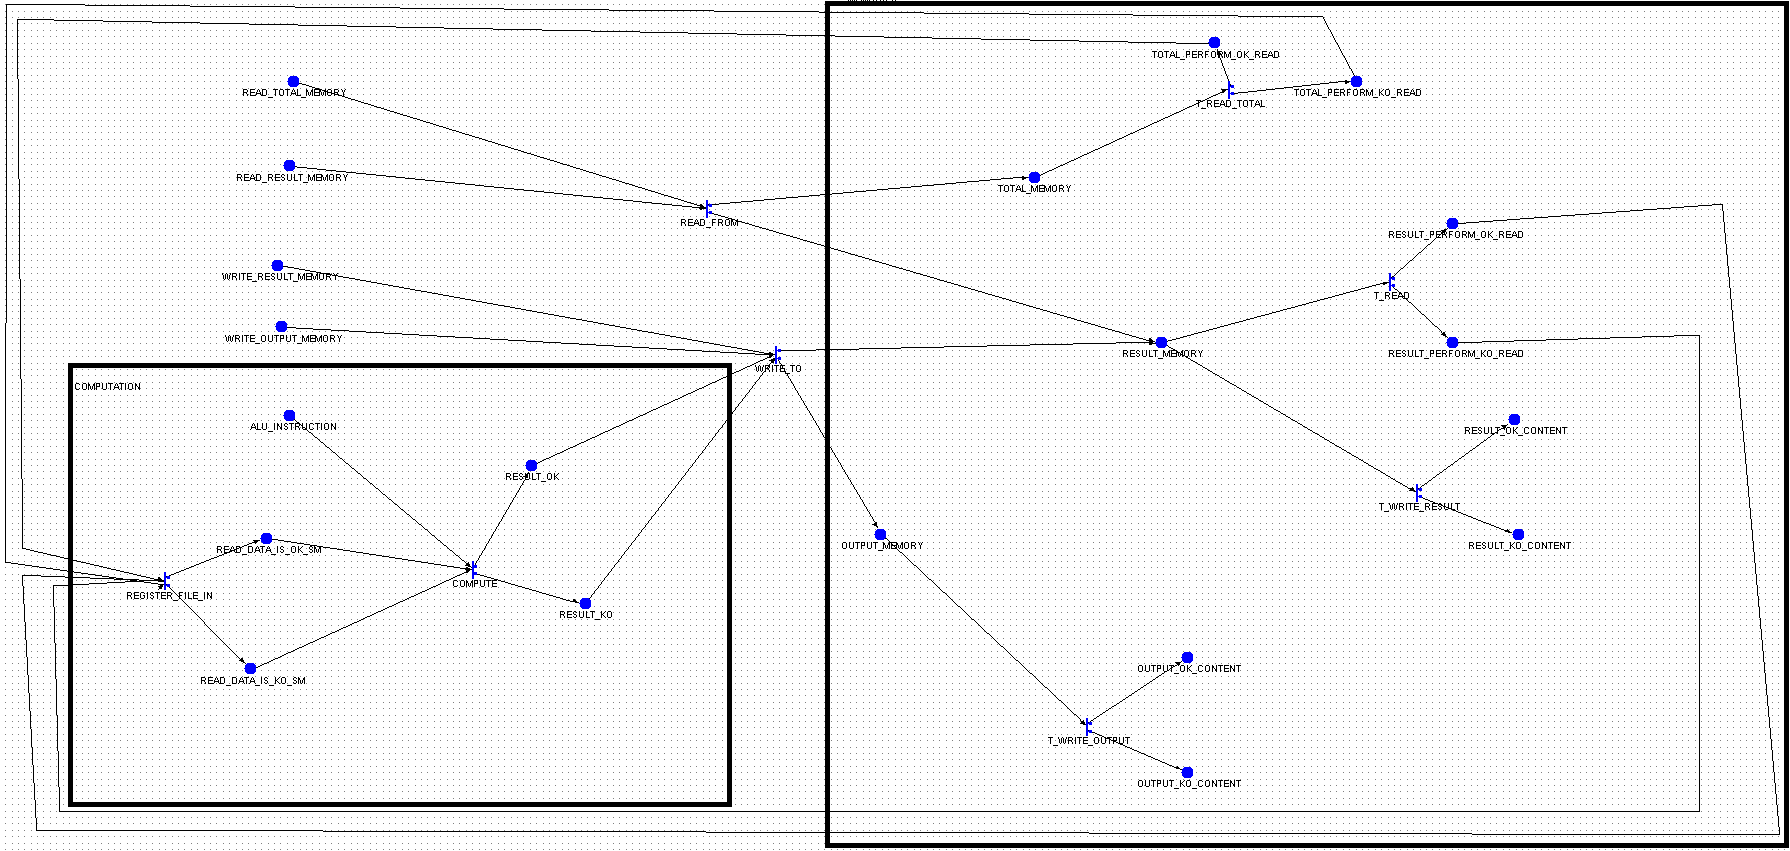 TOTAL_PERFORM_OK_READ
READ_TOTAL_MEMORY
TOTAL_PERFORM_KO_READ
T_READ_TOTAL
READ_RESULT_MEMORY
TOTAL_MEMORY
READ_FROM
RESULT_PERFORM_OK_READ
WRITE_RESULT_MEMORY
T_READ
WRITE_OUTPUT_MEMORY
RESULT_MEMORY
RESULT_PERFORM_KO_READ
WRITE_TO
COMPUTATION
ALU_INSTRUCTION
RESULT_OK_CONTENT
RESULT_OK
T_WRITE_RESULT
READ_DATA_IS_OK_SM
OUTPUT_MEMORY
RESULT_KO_CONTENT
COMPUTE
REGISTER_FILE_IN
RESULT_KO
OUTPUT_OK_CONTENT
READ_DATA_IS_KO_SM
T_WRITE_OUTPUT
OUTPUT_KO_CONTENT